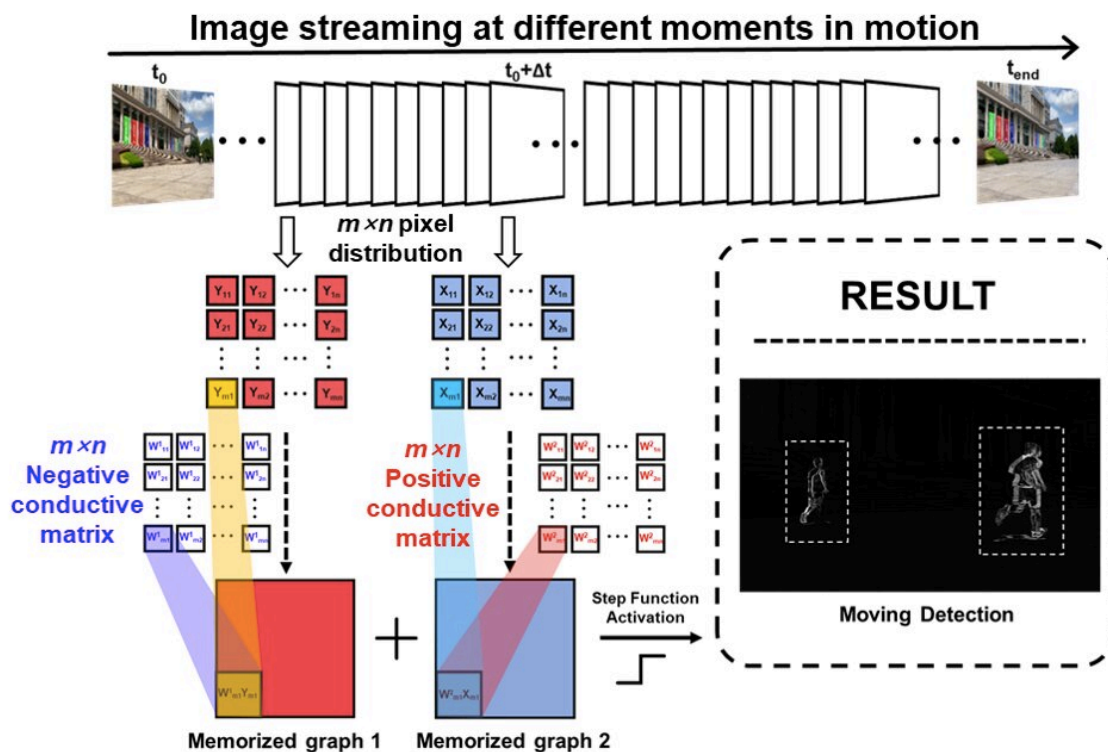 Image streaming at different moments in motion
t₀
t₀+Δt
t_end
m×n pixel
distribution
Y₁₁ Y₁₂ ··· Y₁ₙ
Y₂₁ Y₂₂ ··· Y₂ₙ
Yₘ₁ Yₘ₂ ··· Yₘₙ
X₁₁ X₁₂ ··· X₁ₙ
X₂₁ X₂₂ ··· X₂ₙ
Xₘ₁ Xₘ₂ ··· Xₘₙ
m×n
Negative
conductive
matrix
W¹₁₁ W¹₁₂ ··· W¹₁ₙ
W¹₂₁ W¹₂₂ ··· W¹₂ₙ
W¹ₘ₁ W¹ₘ₂ ··· W¹ₘₙ
m×n
Positive
conductive
matrix
W²₁₁ W²₁₂ ··· W²₁ₙ
W²₂₁ W²₂₂ ··· W²₂ₙ
W²ₘ₁ W²ₘ₂ ··· W²ₘₙ
W¹ₘ₁Yₘ₁
+
W²ₘ₁Xₘ₁
Memorized graph 1
Memorized graph 2
Step Function
Activation
RESULT
Moving Detection